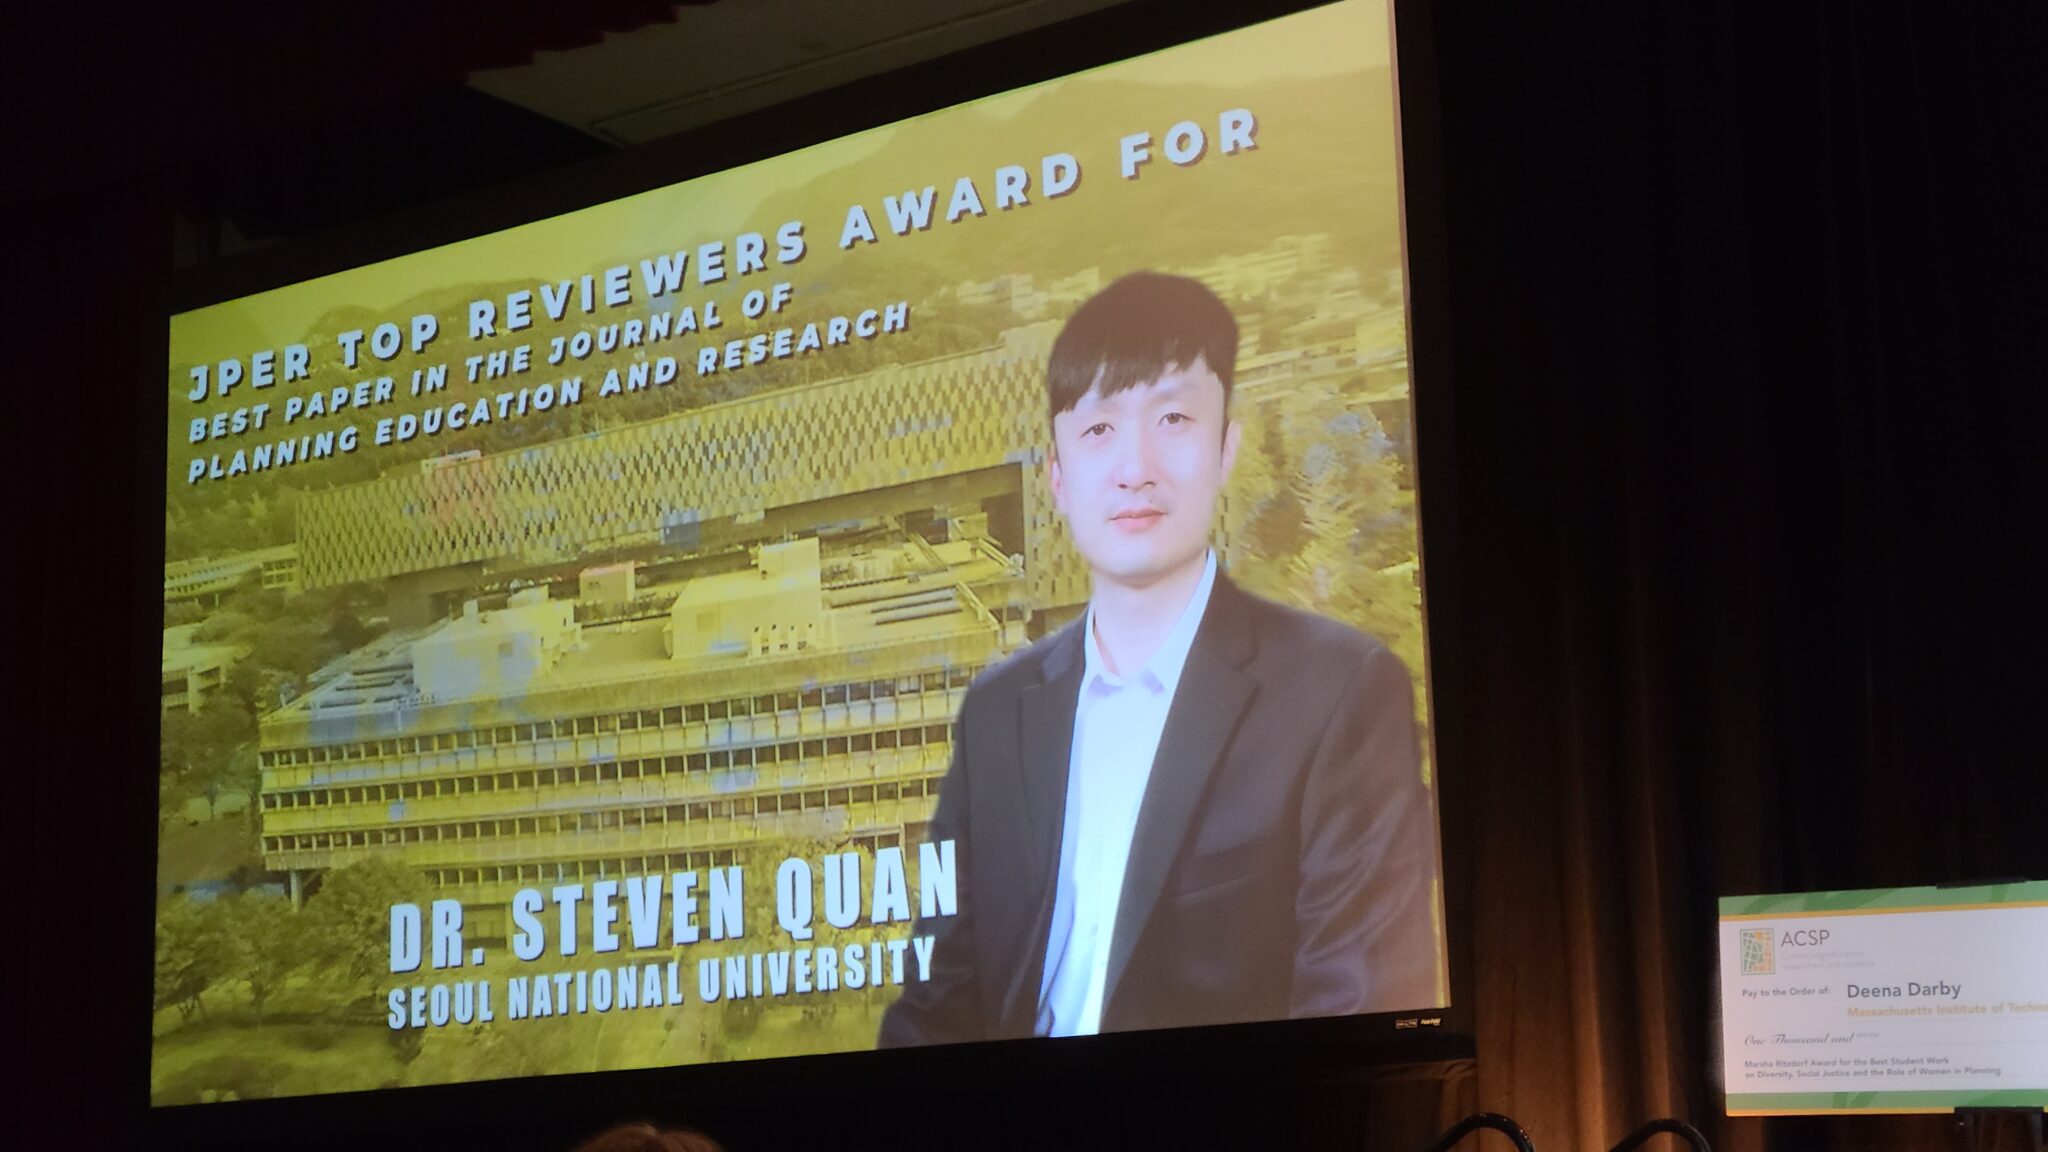 JPER TOP REVIEWERS AWARD FOR
BEST PAPER IN THE JOURNAL OF
PLANNING EDUCATION AND RESEARCH
DR. STEVEN QUAN
SEOUL NATIONAL UNIVERSITY
ACSP
Pay to the Order of: Deena Darby
Massachusetts Institute of Techno
One Thousand and
Marsha Ritzdorf Award for the Best Student Work
on Diversity, Social Justice and the Role of Women in Planning